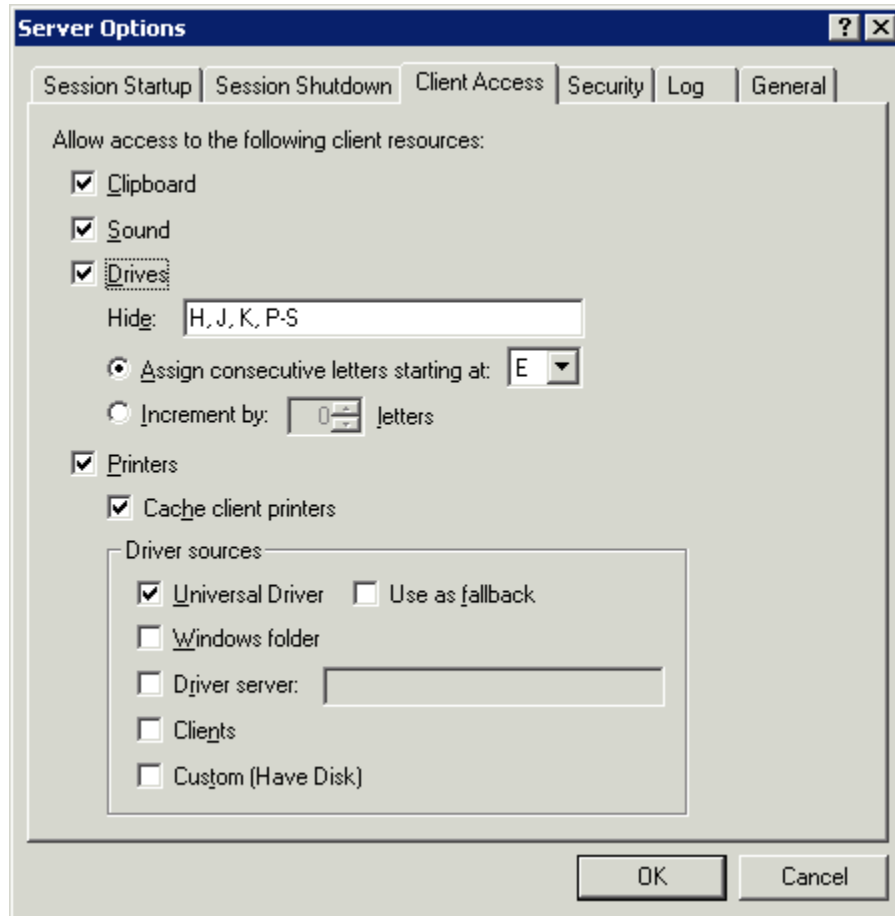 Server Options
Session Startup Session Shutdown Client Access Security Log General
Allow access to the following client resources:
Clipboard
Sound
Drives
Hide: H, J, K, P-S
Assign consecutive letters starting at: E
Increment by: 0 letters
Printers
Cache client printers
Driver sources
Universal Driver Use as fallback
Windows folder
Driver server:
Clients
Custom (Have Disk)
OK Cancel